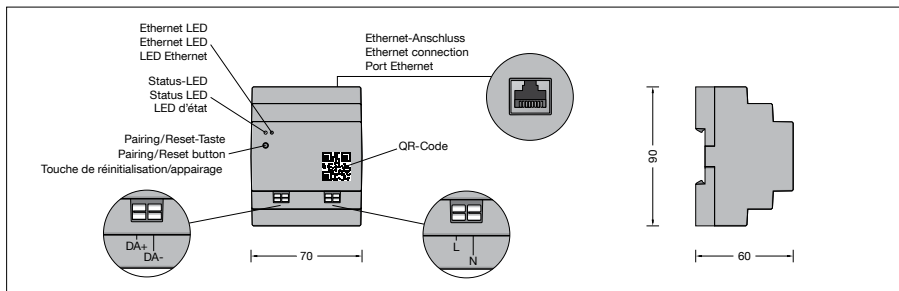 Ethernet LED
Ethernet LED
LED Ethernet
Status-LED
Status LED
LED d'état
Pairing/Reset-Taste
Pairing/Reset button
Touche de réinitialisation/appairage
Ethernet-Anschluss
Ethernet connection
Port Ethernet
QR-Code
DA+
DA-
L
N
70
90
60